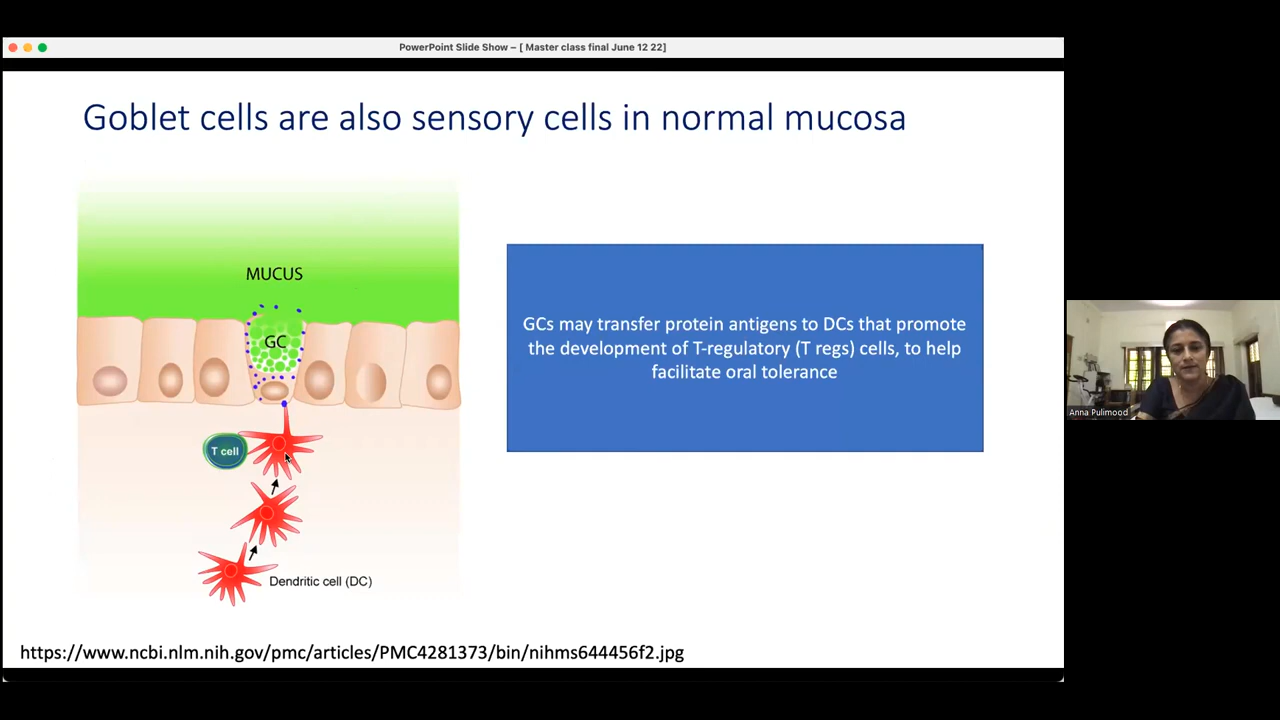 PowerPoint Slide Show – [ Master class final June 12 22]
Goblet cells are also sensory cells in normal mucosa
MUCUS
GC
T cell
Dendritic cell (DC)
GCs may transfer protein antigens to DCs that promote
the development of T-regulatory (T regs) cells, to help
facilitate oral tolerance
https://www.ncbi.nlm.nih.gov/pmc/articles/PMC4281373/bin/nihms644456f2.jpg
Anna Pulimood